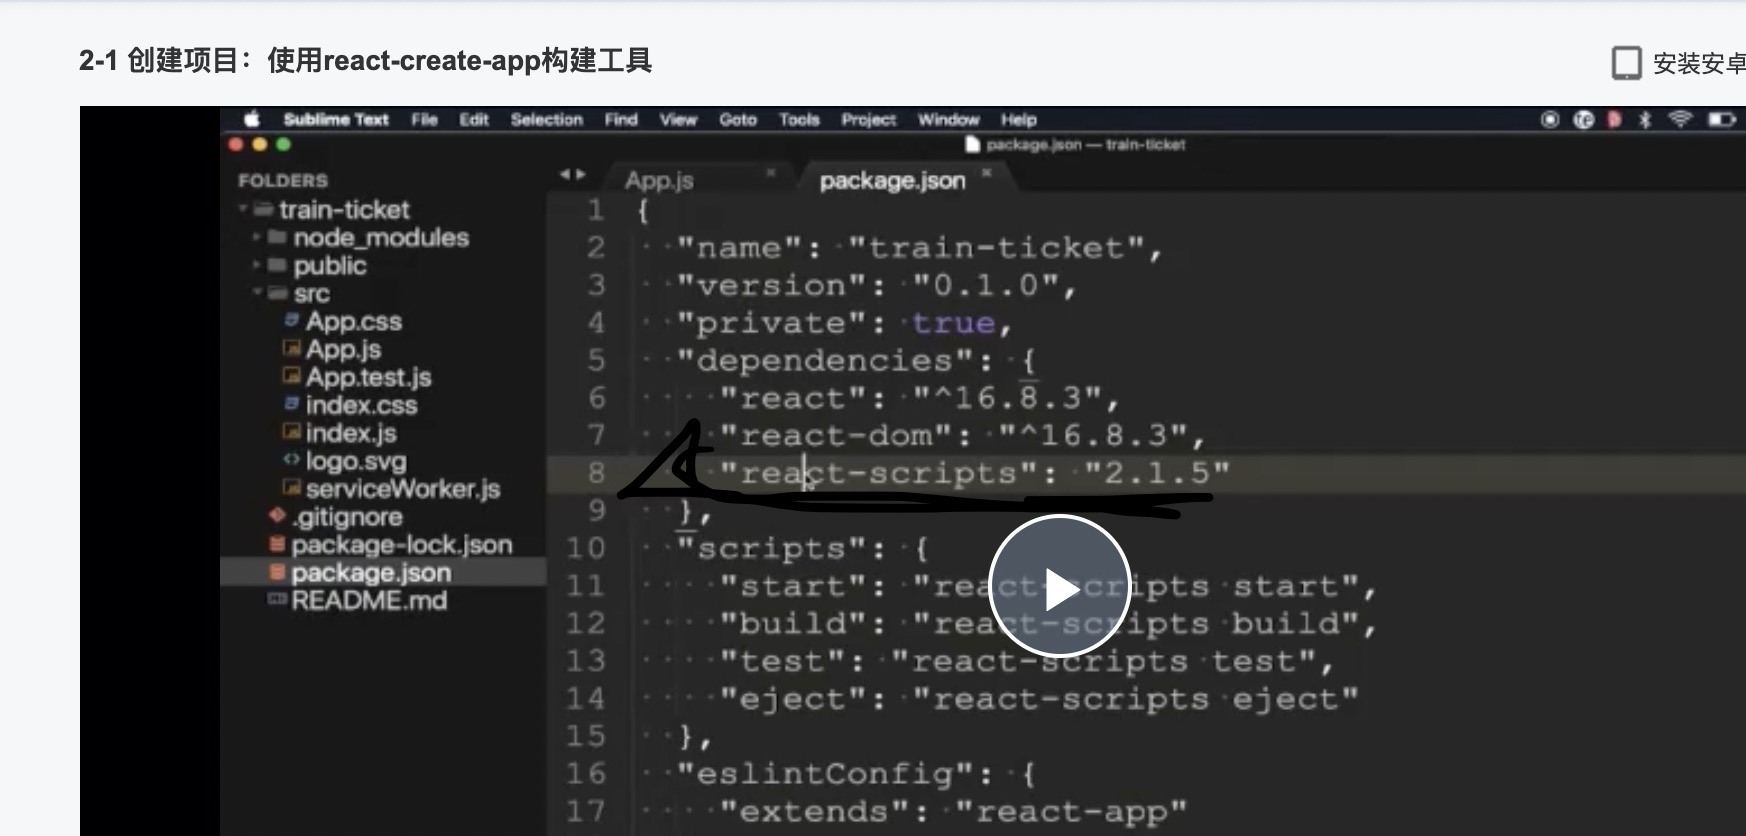 2-1 创建项目：使用react-create-app构建工具
安装安卓
Sublime Text File Edit Selection Find View Goto Tools Project Window Help
package.json — train-ticket
FOLDERS
train-ticket
node_modules
public
src
App.css
App.js
App.test.js
index.css
index.js
logo.svg
serviceWorker.js
.gitignore
package-lock.json
package.json
README.md
App.js
package.json
1 {
2 "name": "train-ticket",
3 "version": "0.1.0",
4 "private": true,
5 "dependencies": {
6 "react": "^16.8.3",
7 "react-dom": "^16.8.3",
8 "react-scripts": "2.1.5"
9 },
10 "scripts": {
11 "start": "react-scripts start",
12 "build": "react-scripts build",
13 "test": "react-scripts test",
14 "eject": "react-scripts eject"
15 },
16 "eslintConfig": {
17 "extends": "react-app"